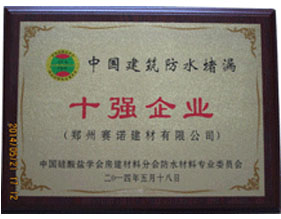 中国建筑防水堵漏
十强企业
(郑州赛诺建材有限公司)
中国硅酸盐学会房建材料分会防水材料专业委员会
二〇一四年五月十八日